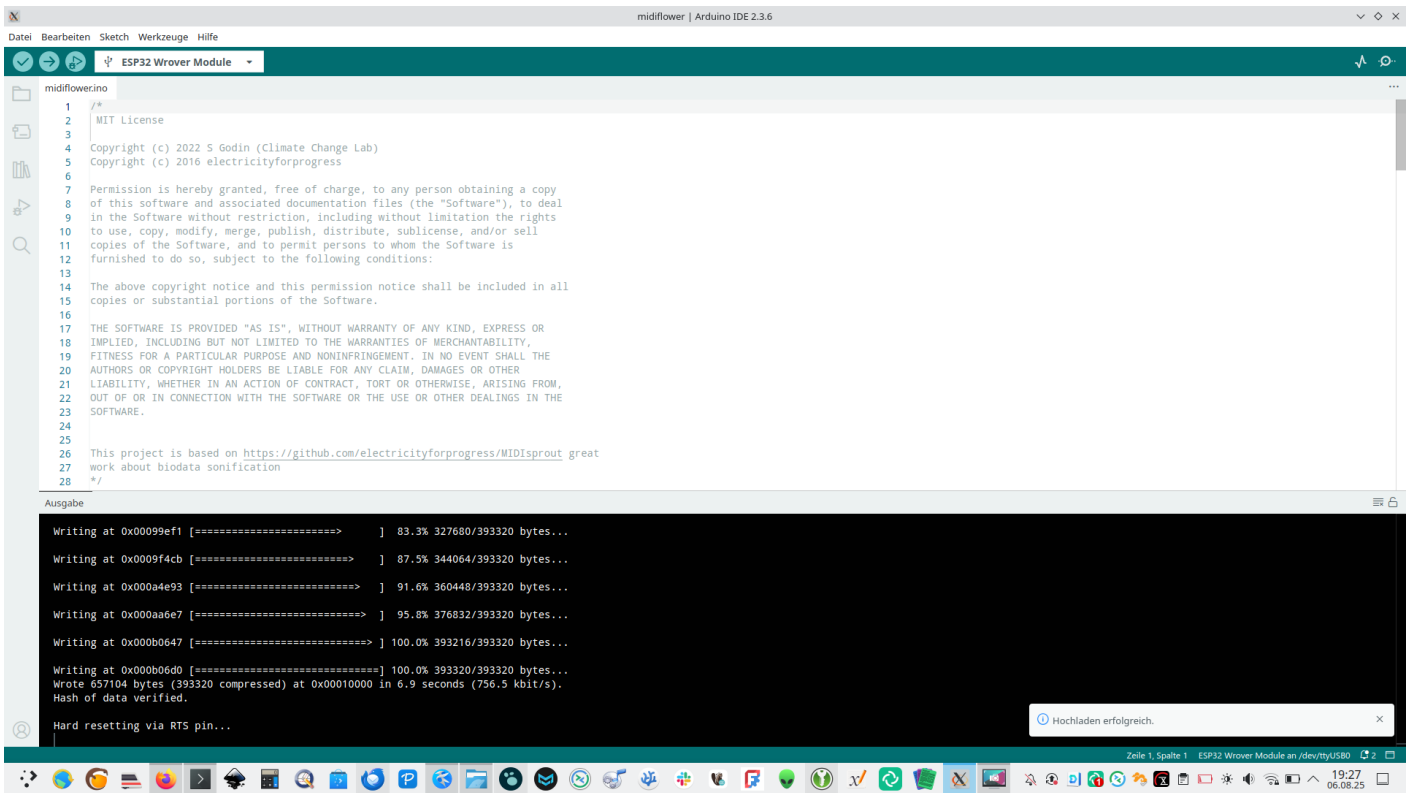 midiflower | Arduino IDE 2.3.6
Datei Bearbeiten Sketch Werkzeuge Hilfe
ESP32 Wrover Module
midiflower.ino
1 /*
2 MIT License
3
4 Copyright (c) 2022 S Godin (Climate Change Lab)
5 Copyright (c) 2016 electricityforprogress
6
7 Permission is hereby granted, free of charge, to any person obtaining a copy
8 of this software and associated documentation files (the "Software"), to deal
9 in the Software without restriction, including without limitation the rights
10 to use, copy, modify, merge, publish, distribute, sublicense, and/or sell
11 copies of the Software, and to permit persons to whom the Software is
12 furnished to do so, subject to the following conditions:
13
14 The above copyright notice and this permission notice shall be included in all
15 copies or substantial portions of the Software.
16
17 THE SOFTWARE IS PROVIDED "AS IS", WITHOUT WARRANTY OF ANY KIND, EXPRESS OR
18 IMPLIED, INCLUDING BUT NOT LIMITED TO THE WARRANTIES OF MERCHANTABILITY,
19 FITNESS FOR A PARTICULAR PURPOSE AND NONINFRINGEMENT. IN NO EVENT SHALL THE
20 AUTHORS OR COPYRIGHT HOLDERS BE LIABLE FOR ANY CLAIM, DAMAGES OR OTHER
21 LIABILITY, WHETHER IN AN ACTION OF CONTRACT, TORT OR OTHERWISE, ARISING FROM,
22 OUT OF OR IN CONNECTION WITH THE SOFTWARE OR THE USE OR OTHER DEALINGS IN THE
23 SOFTWARE.
24
25
26 This project is based on https://github.com/electricityforprogress/MIDIsprout great
27 work about biodata sonification
28 */
Ausgabe
Writing at 0x00099ef1 [=======================>      ]  83.3% 327680/393320 bytes...
Writing at 0x0009f4cb [=========================>    ]  87.5% 344064/393320 bytes...
Writing at 0x000a4e93 [==========================>   ]  91.6% 360448/393320 bytes...
Writing at 0x000aa6e7 [===========================>  ]  95.8% 376832/393320 bytes...
Writing at 0x000b0647 [============================> ] 100.0% 393216/393320 bytes...
Writing at 0x000b06d0 [==============================] 100.0% 393320/393320 bytes...
Wrote 657104 bytes (393320 compressed) at 0x00010000 in 6.9 seconds (756.5 kbit/s).
Hash of data verified.
Hard resetting via RTS pin...
Hochladen erfolgreich.
Zeile 1, Spalte 1 ESP32 Wrover Module an /dev/ttyUSB0 2
19:27
06.08.25